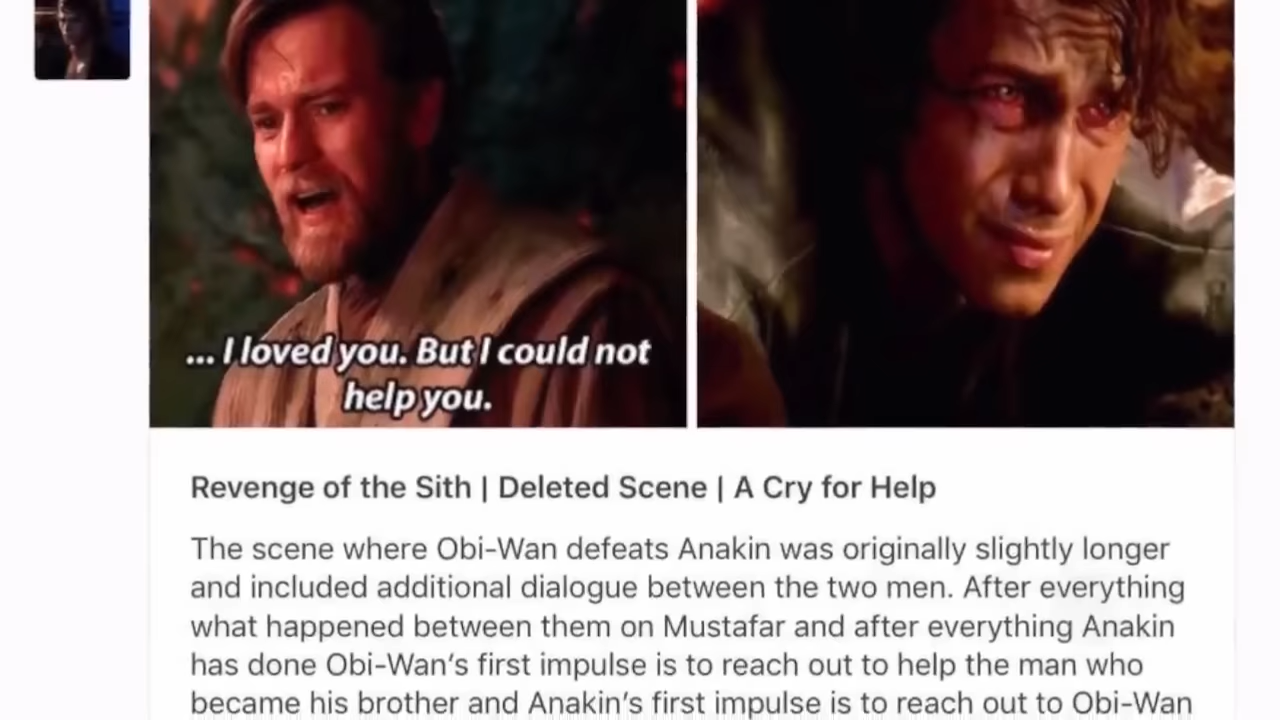 ... I loved you. But I could not
help you.
Revenge of the Sith | Deleted Scene | A Cry for Help
The scene where Obi-Wan defeats Anakin was originally slightly longer
and included additional dialogue between the two men. After everything
what happened between them on Mustafar and after everything Anakin
has done Obi-Wan's first impulse is to reach out to help the man who
became his brother and Anakin's first impulse is to reach out to Obi-Wan